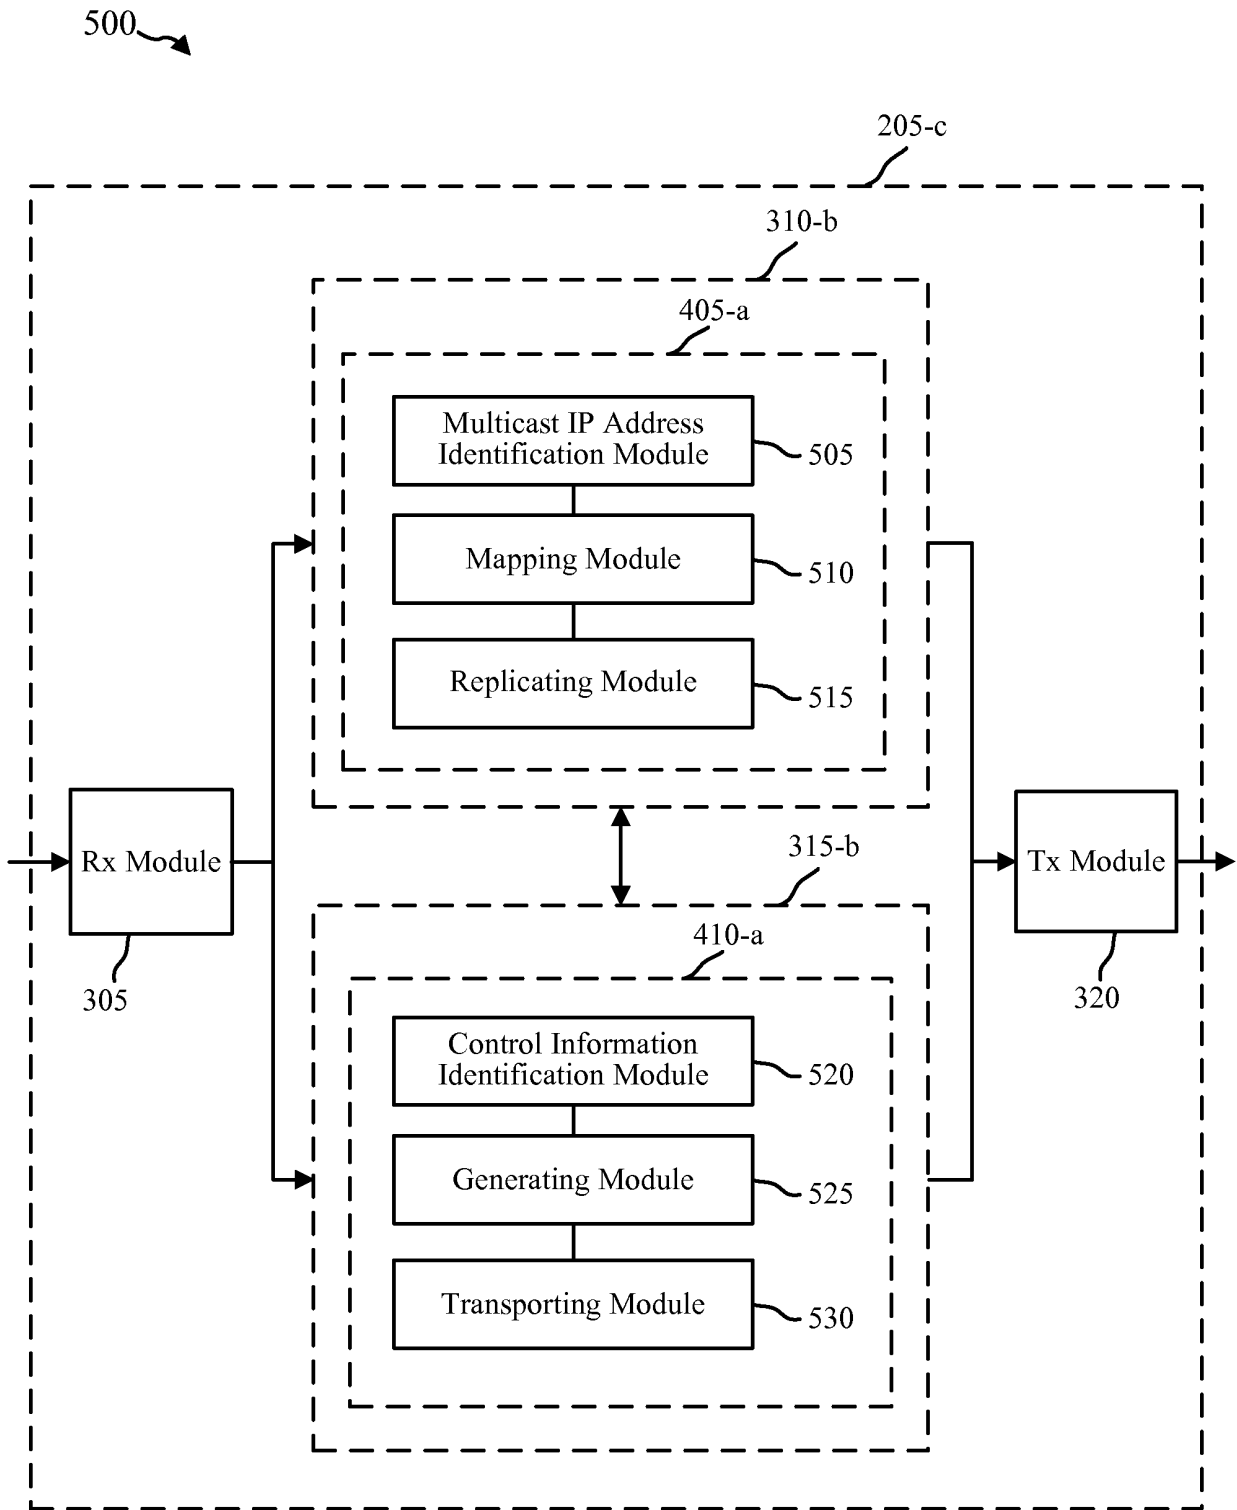 500
205-c
310-b
405-a
Multicast IP Address
Identification Module
505
Mapping Module
510
Replicating Module
515
Rx Module
305
315-b
Tx Module
320
410-a
Control Information
Identification Module
520
Generating Module
525
Transporting Module
530